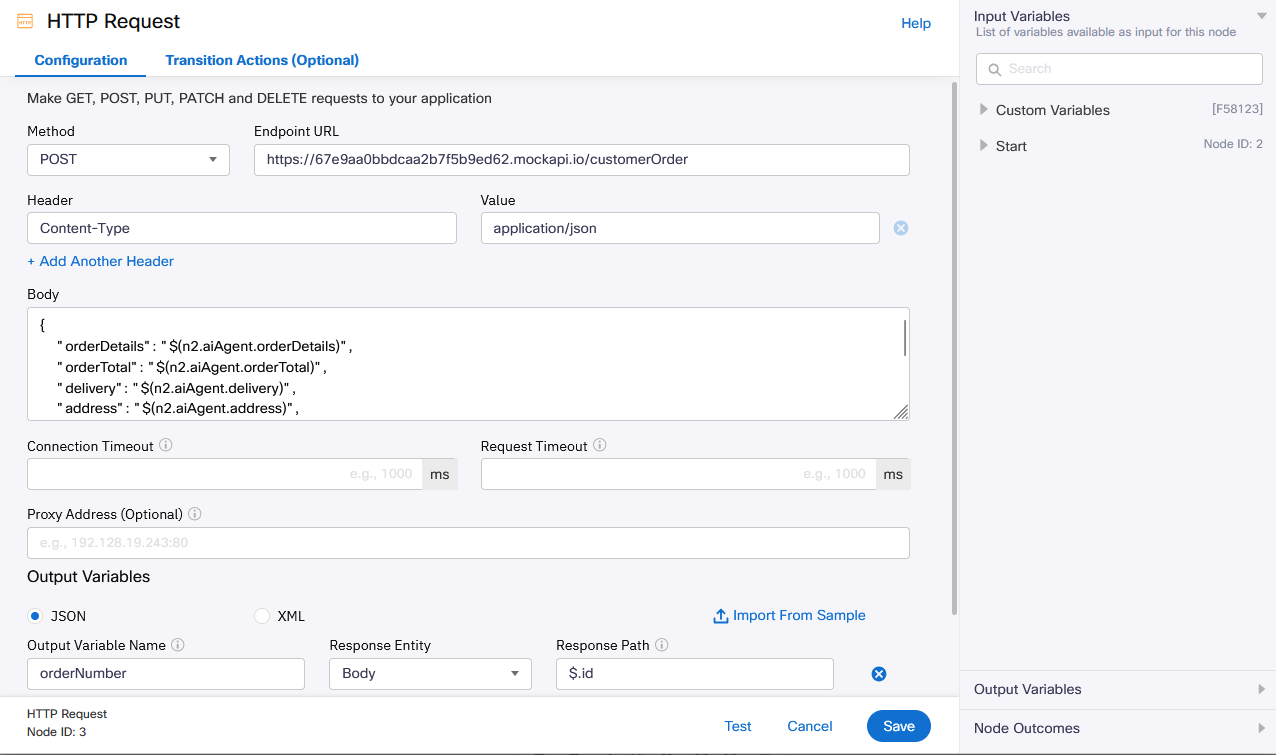 HTTP Request
Help
Configuration
Transition Actions (Optional)
Make GET, POST, PUT, PATCH and DELETE requests to your application
Method
Endpoint URL
POST
https://67e9aa0bbdcaa2b7f5b9ed62.mockapi.io/customerOrder
Header
Value
Content-Type
application/json
+ Add Another Header
Body
{
"orderDetails": "$(n2.aiAgent.orderDetails)",
"orderTotal": "$(n2.aiAgent.orderTotal)",
"delivery": "$(n2.aiAgent.delivery)",
"address": "$(n2.aiAgent.address)",
Connection Timeout
Request Timeout
e.g., 1000
ms
e.g., 1000
ms
Proxy Address (Optional)
e.g., 192.128.19.243:80
Output Variables
JSON
XML
Import From Sample
Output Variable Name
Response Entity
Response Path
orderNumber
Body
$.id
HTTP Request
Node ID: 3
Test
Cancel
Save
Input Variables
List of variables available as input for this node
Search
Custom Variables
[F58123]
Start
Node ID: 2
Output Variables
Node Outcomes